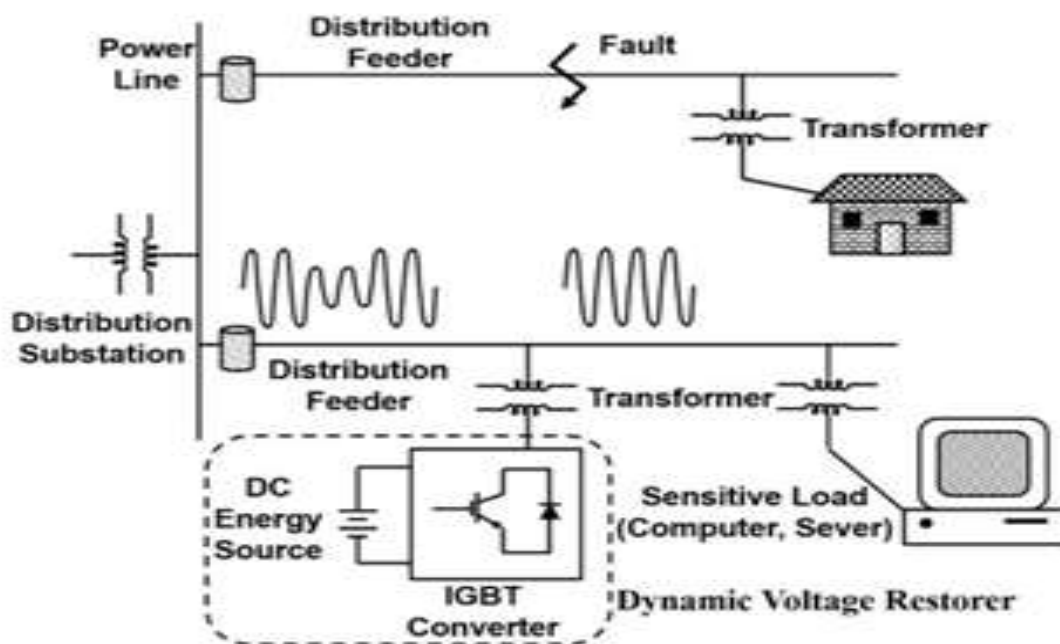 Power
Line
Distribution
Feeder
Fault
Transformer
Distribution
Substation
Distribution
Feeder
Transformer
DC
Energy
Source
IGBT
Converter
Sensitive Load
(Computer, Sever)
Dynamic Voltage Restorer